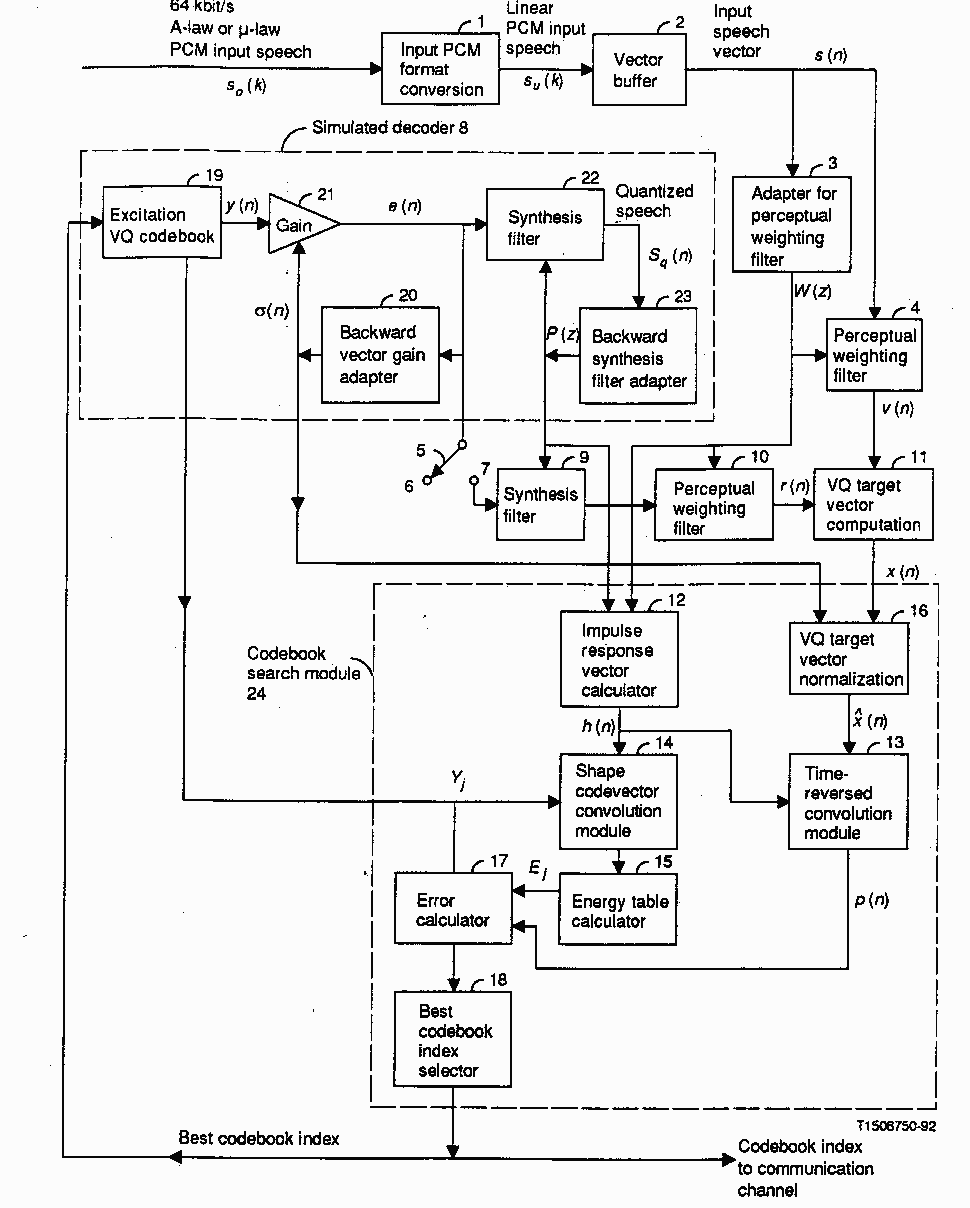 64 kbit/s
A-law or µ-law
PCM input speech
s_o (k)
1
Input PCM
format
conversion
Linear
PCM input
speech
s_u (k)
2
Vector
buffer
Input
speech
vector
s (n)
Simulated decoder 8
19
Excitation
VQ codebook
y (n)
21
Gain
e (n)
22
Synthesis
filter
Quantized
speech
S_q (n)
3
Adapter for
perceptual
weighting
filter
W (z)
σ(n)
20
Backward
vector gain
adapter
P (z)
23
Backward
synthesis
filter adapter
4
Perceptual
weighting
filter
v (n)
5
6
7
9
Synthesis
filter
10
Perceptual
weighting
filter
r (n)
11
VQ target
vector
computation
x (n)
Codebook
search module
24
12
Impulse
response
vector
calculator
16
VQ target
vector
normalization
h (n)
x̂ (n)
Y_j
14
Shape
codevector
convolution
module
13
Time-
reversed
convolution
module
17
Error
calculator
E_j
15
Energy table
calculator
p (n)
18
Best
codebook
index
selector
T1506750-92
Best codebook index
Codebook index
to communication
channel